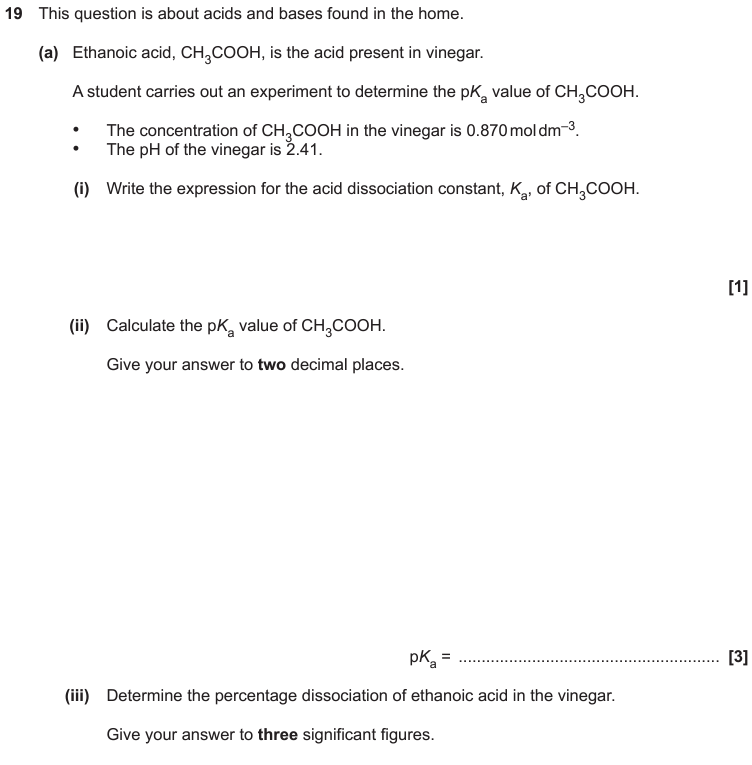 19 This question is about acids and bases found in the home.
(a) Ethanoic acid, CH₃COOH, is the acid present in vinegar.
A student carries out an experiment to determine the pKₐ value of CH₃COOH.
• The concentration of CH₃COOH in the vinegar is 0.870 mol dm⁻³.
• The pH of the vinegar is 2.41.
(i) Write the expression for the acid dissociation constant, Kₐ, of CH₃COOH.
[1]
(ii) Calculate the pKₐ value of CH₃COOH.
Give your answer to two decimal places.
pKₐ = .......................................................... [3]
(iii) Determine the percentage dissociation of ethanoic acid in the vinegar.
Give your answer to three significant figures.